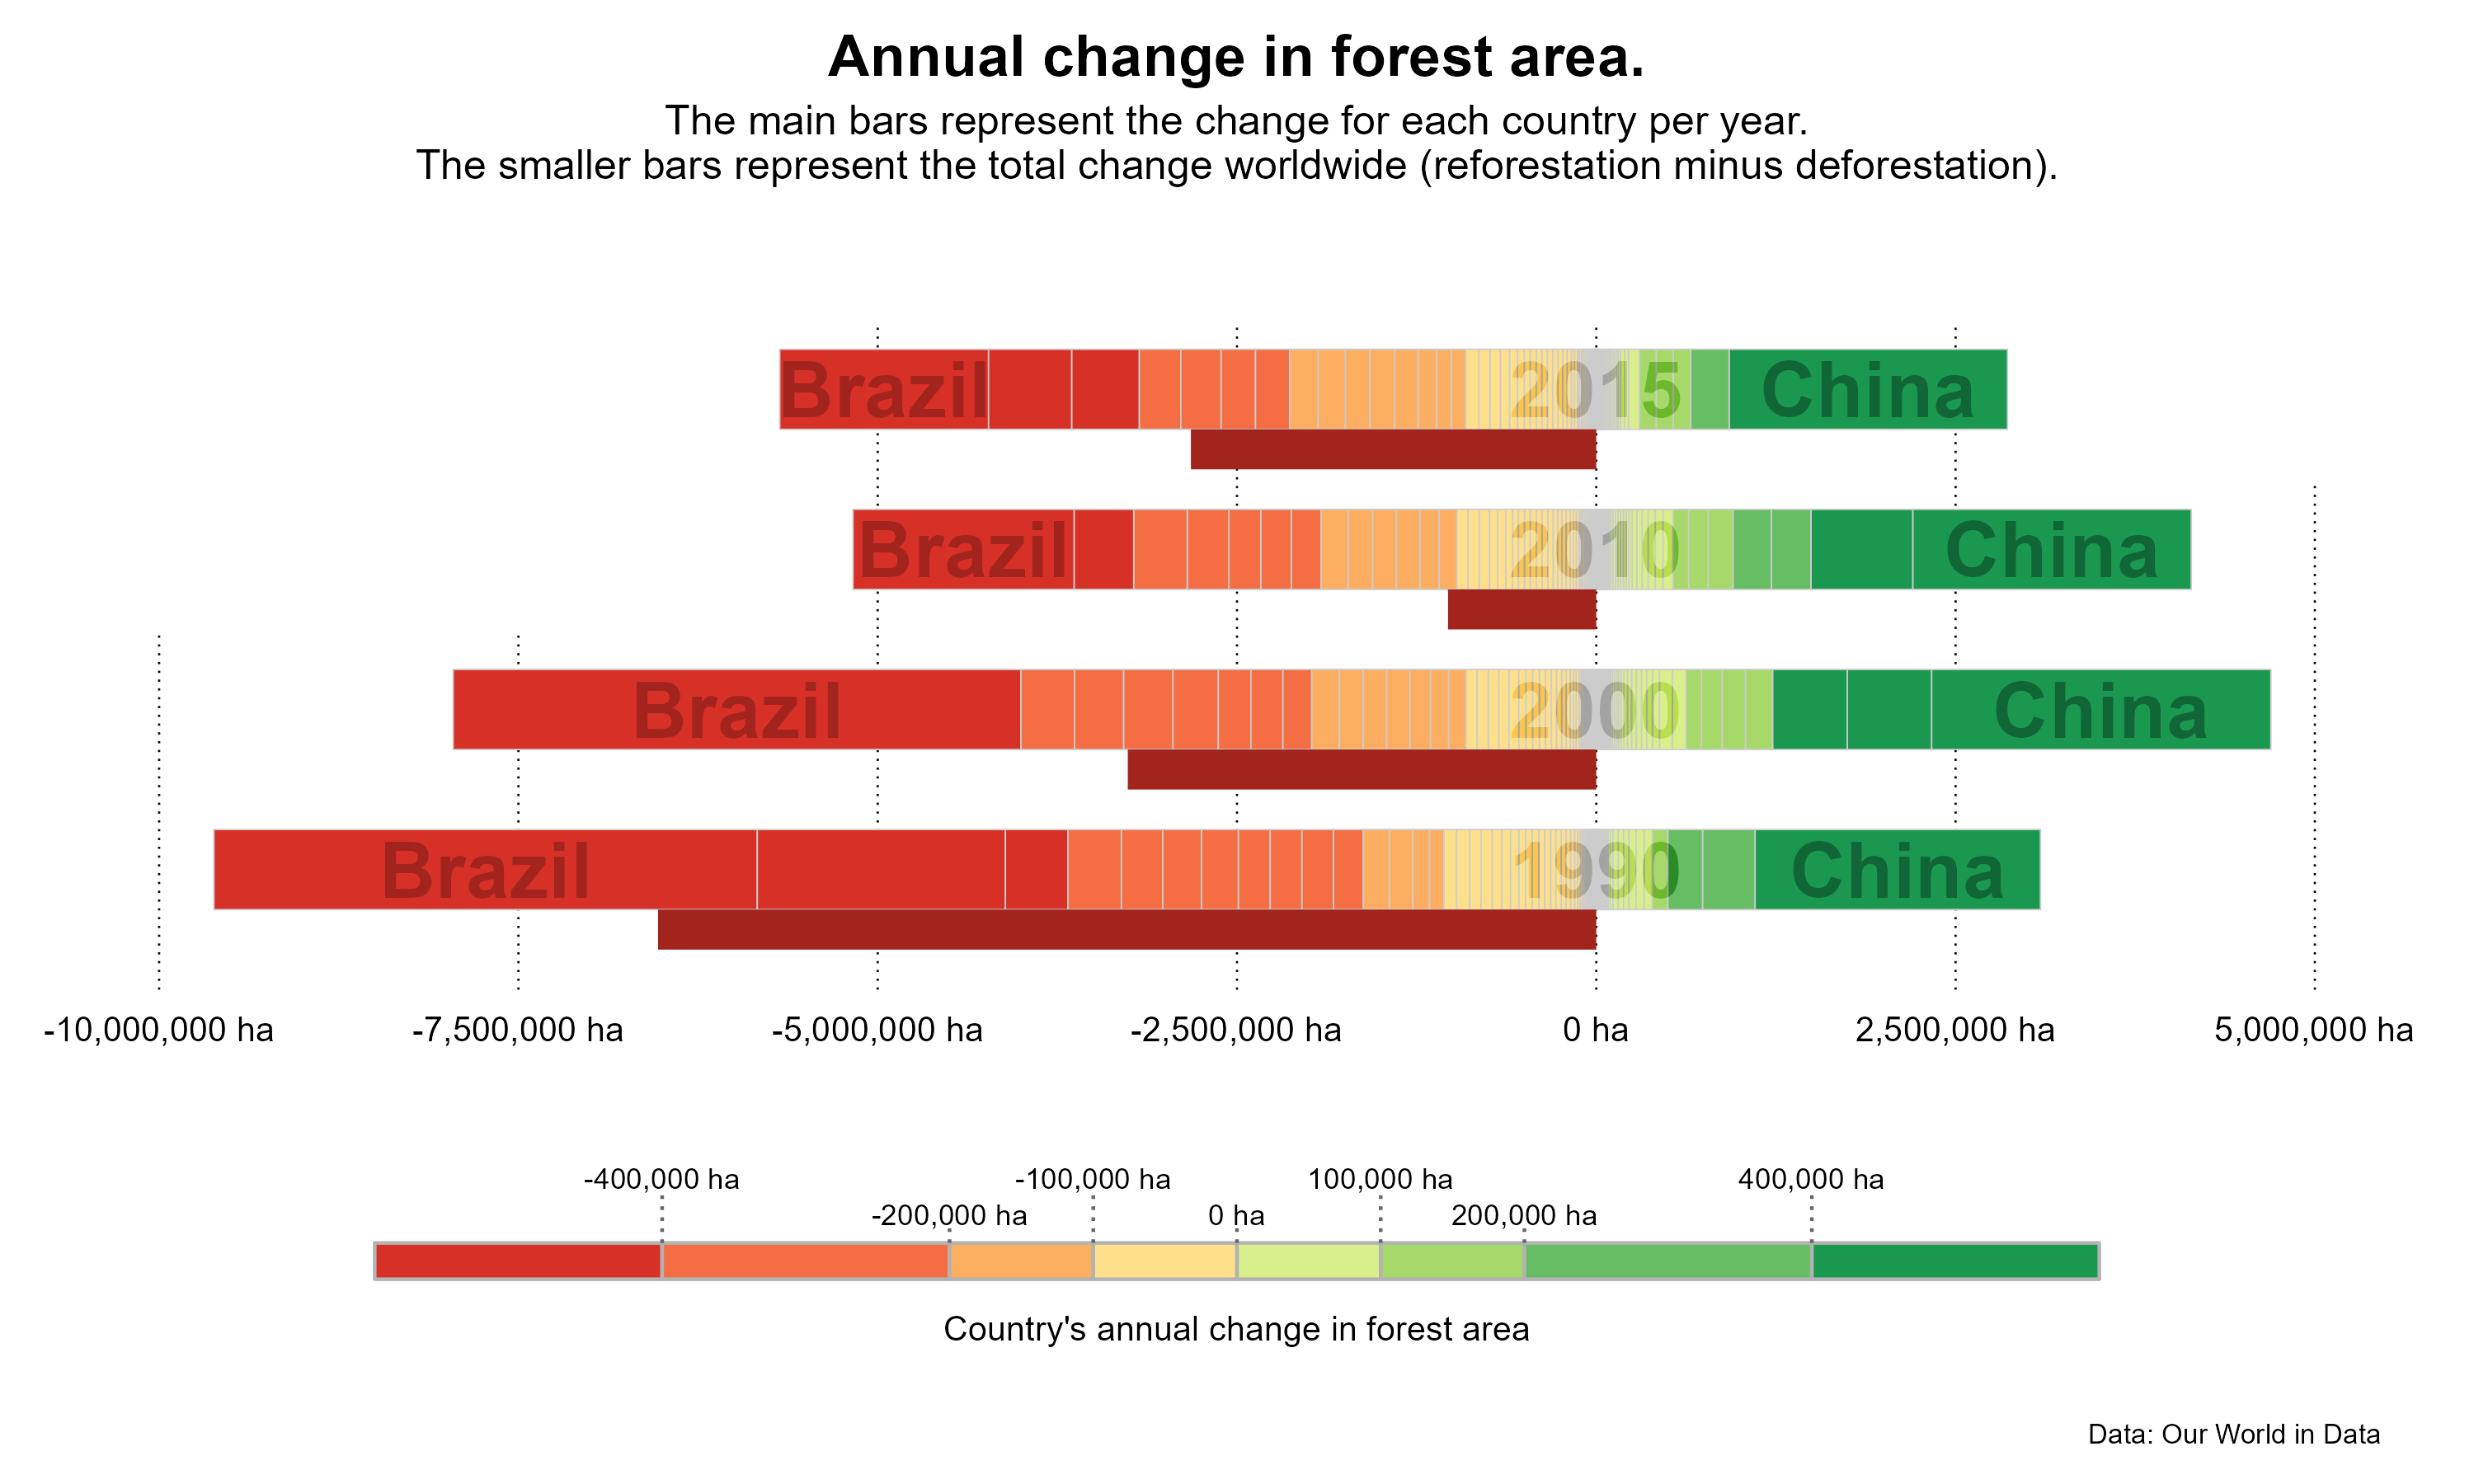 Annual change in forest area.
The main bars represent the change for each country per year.
The smaller bars represent the total change worldwide (reforestation minus deforestation).
Brazil 2015 China
Brazil 2010 China
Brazil 2000 China
Brazil 1990 China
-10,000,000 ha -7,500,000 ha -5,000,000 ha -2,500,000 ha 0 ha 2,500,000 ha 5,000,000 ha
-400,000 ha -100,000 ha 100,000 ha 400,000 ha
-200,000 ha 0 ha 200,000 ha
Country's annual change in forest area
Data: Our World in Data